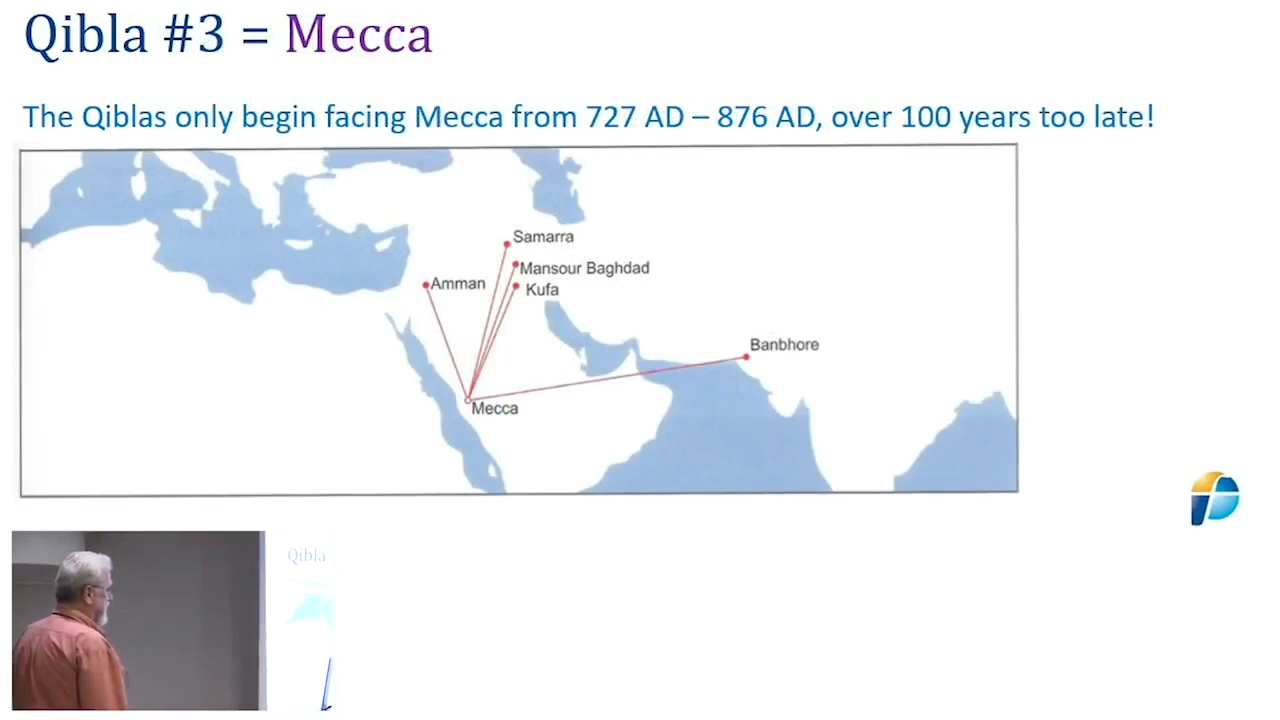 Qibla #3 = Mecca
The Qiblas only begin facing Mecca from 727 AD – 876 AD, over 100 years too late!
Samarra
Mansour Baghdad
Amman
Kufa
Banbhore
Mecca
Qibla